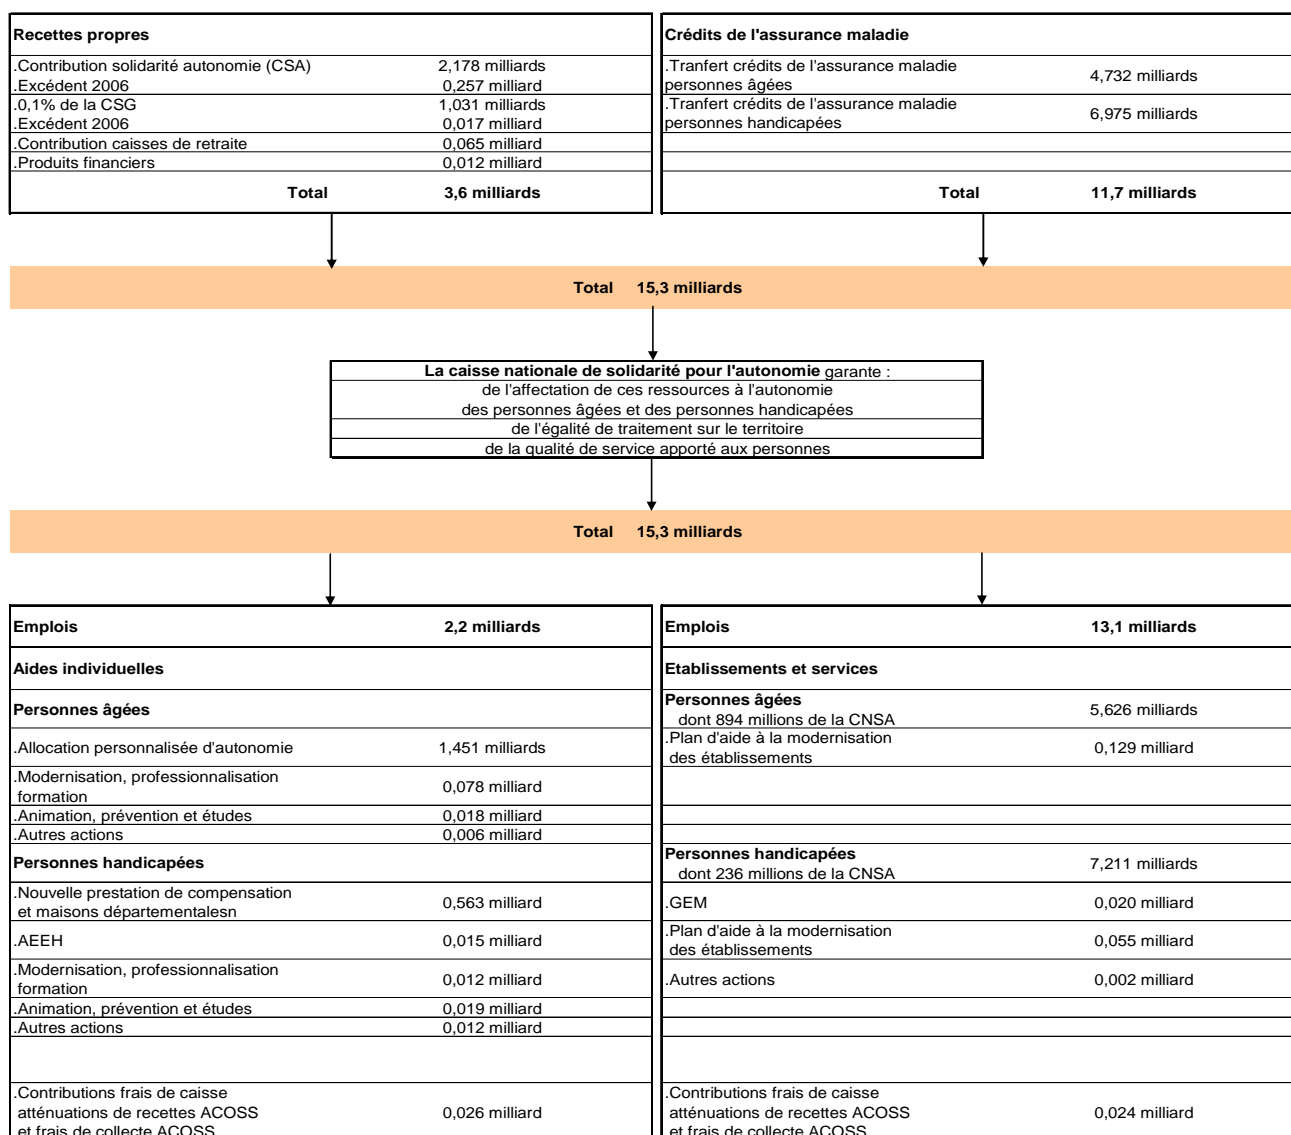 Recettes propres
.Contribution solidarité autonomie (CSA) 2,178 milliards
.Excédent 2006 0,257 milliard
.0,1% de la CSG 1,031 milliards
.Excédent 2006 0,017 milliard
.Contribution caisses de retraite 0,065 milliard
.Produits financiers 0,012 milliard
Total 3,6 milliards
Crédits de l'assurance maladie
.Tranfert crédits de l'assurance maladie
personnes âgées 4,732 milliards
.Tranfert crédits de l'assurance maladie
personnes handicapées 6,975 milliards
Total 11,7 milliards
Total 15,3 milliards
La caisse nationale de solidarité pour l'autonomie garante :
de l'affectation de ces ressources à l'autonomie
des personnes âgées et des personnes handicapées
de l'égalité de traitement sur le territoire
de la qualité de service apporté aux personnes
Total 15,3 milliards
Emplois 2,2 milliards
Aides individuelles
Personnes âgées
.Allocation personnalisée d'autonomie 1,451 milliards
.Modernisation, professionnalisation
formation 0,078 milliard
.Animation, prévention et études 0,018 milliard
.Autres actions 0,006 milliard
Personnes handicapées
.Nouvelle prestation de compensation
et maisons départementalesn 0,563 milliard
.AEEH 0,015 milliard
.Modernisation, professionnalisation
formation 0,012 milliard
.Animation, prévention et études 0,019 milliard
.Autres actions 0,012 milliard
.Contributions frais de caisse
atténuations de recettes ACOSS 0,026 milliard
et frais de collecte ACOSS
Emplois 13,1 milliards
Etablissements et services
Personnes âgées
dont 894 millions de la CNSA 5,626 milliards
.Plan d'aide à la modernisation
des établissements 0,129 milliard
Personnes handicapées
dont 236 millions de la CNSA 7,211 milliards
.GEM 0,020 milliard
.Plan d'aide à la modernisation
des établissements 0,055 milliard
.Autres actions 0,002 milliard
.Contributions frais de caisse
atténuations de recettes ACOSS 0,024 milliard
et frais de collecte ACOSS